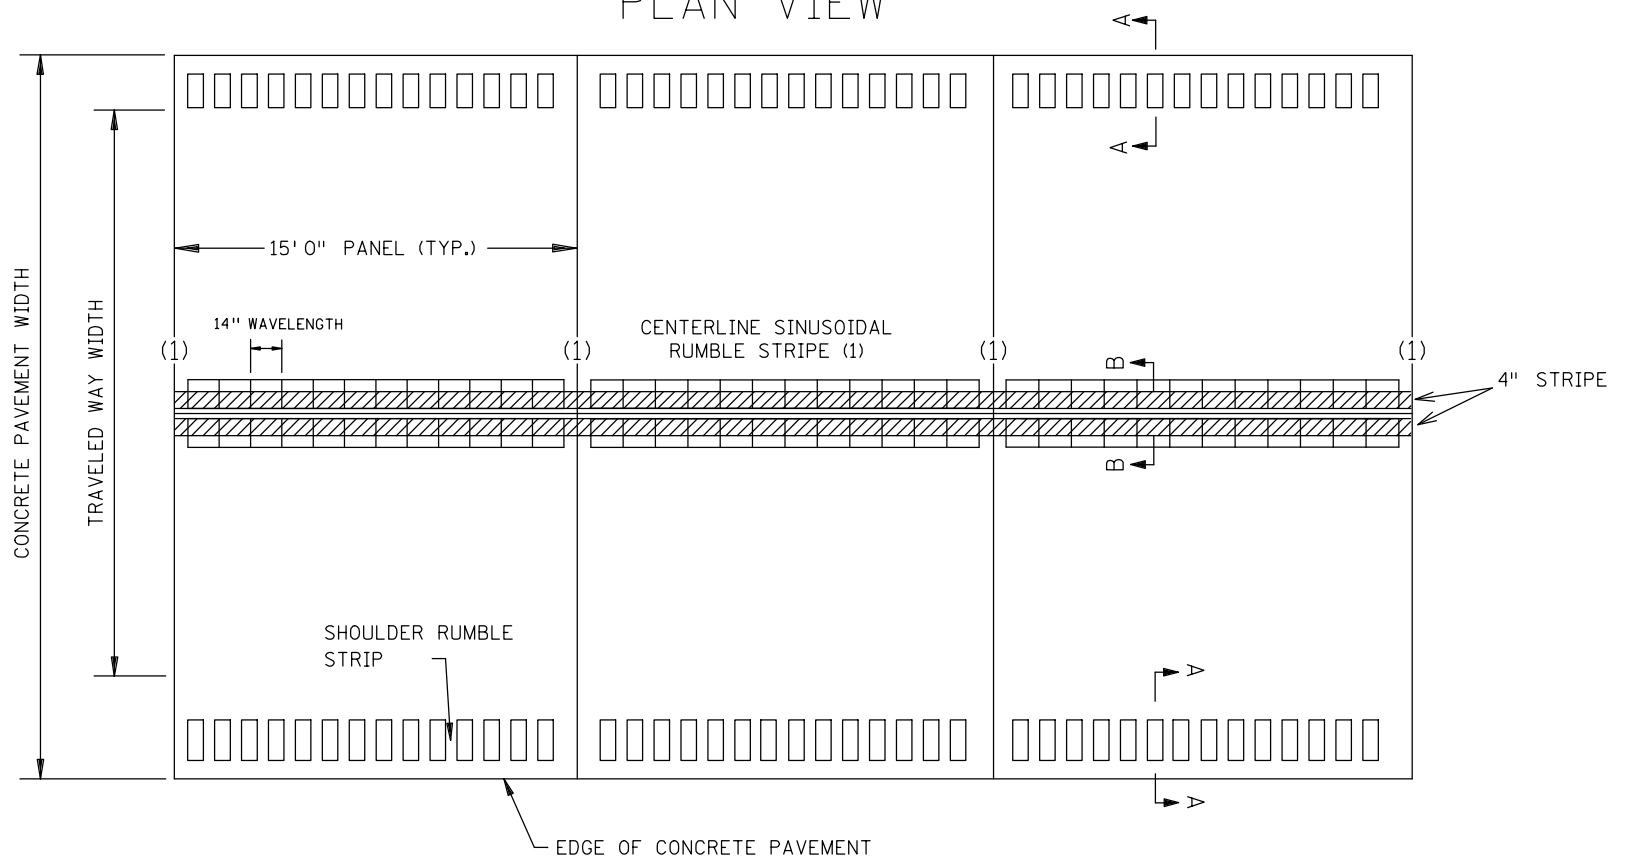 PLAN VIEW
A
A
15'0" PANEL (TYP.)
CONCRETE PAVEMENT WIDTH
TRAVELED WAY WIDTH
14" WAVELENGTH
CENTERLINE SINUSOIDAL
RUMBLE STRIPE (1)
(1)
(1)
(1)
(1)
B
4" STRIPE
B
SHOULDER RUMBLE
STRIP
A
A
EDGE OF CONCRETE PAVEMENT